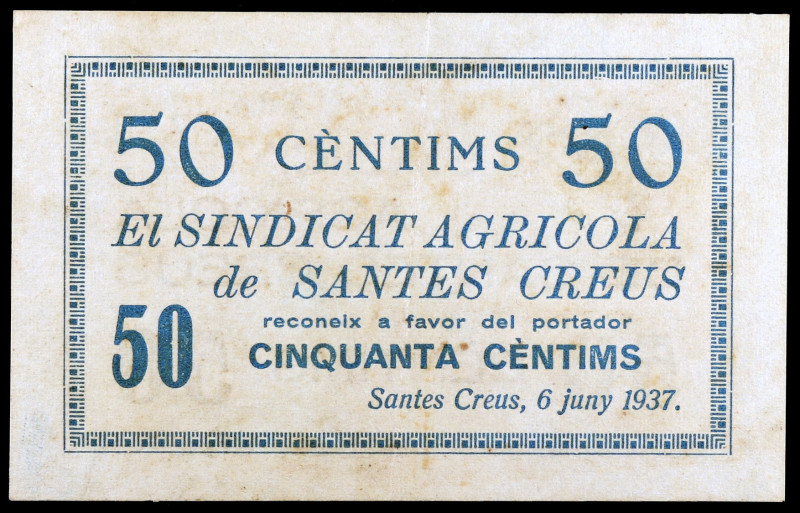 50 CÈNTIMS 50
El SINDICAT AGRICOLA
de SANTES CREUS
50 reconeix a favor del portador
CINQUANTA CÈNTIMS
Santes Creus, 6 juny 1937.